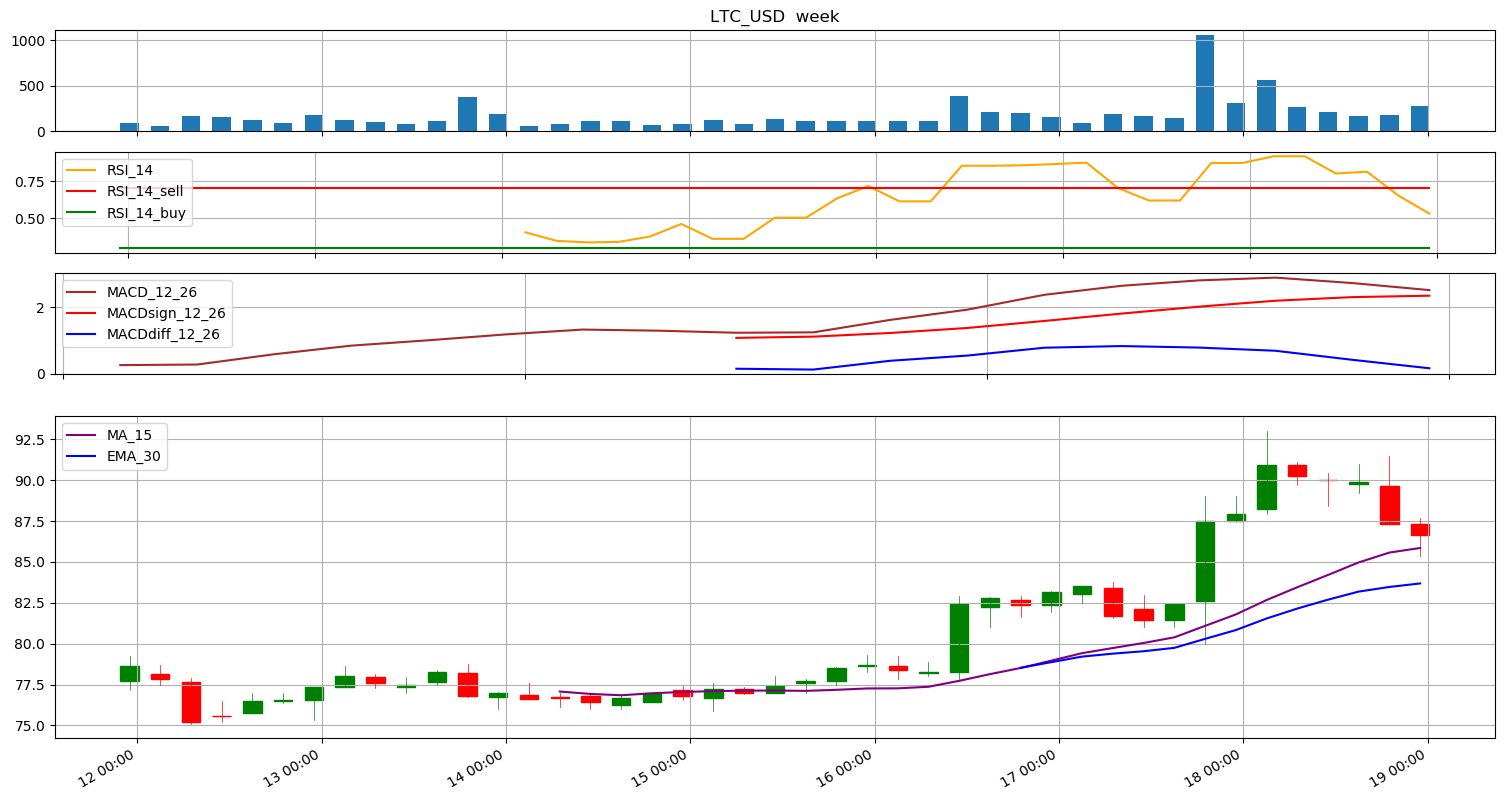 LTC_USD  week
1000
500
0
RSI_14
RSI_14_sell
RSI_14_buy
0.75
0.50
MACD_12_26
MACDsign_12_26
MACDdiff_12_26
2
0
MA_15
EMA_30
92.5
90.0
87.5
85.0
82.5
80.0
77.5
75.0
12 00:00
13 00:00
14 00:00
15 00:00
16 00:00
17 00:00
18 00:00
19 00:00